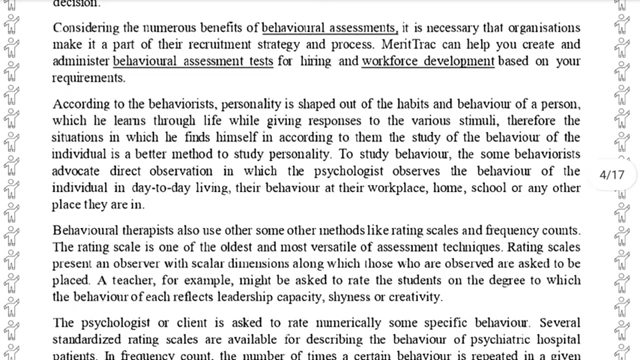 decision.
Considering the numerous benefits of behavioural assessments, it is necessary that organisations
make it a part of their recruitment strategy and process. MeritTrac can help you create and
administer behavioural assessment tests for hiring and workforce development based on your
requirements.
According to the behaviorists, personality is shaped out of the habits and behaviour of a person,
which he learns through life while giving responses to the various stimuli, therefore the
situations in which he finds himself in according to them the study of the behaviour of the
individual is a better method to study personality. To study behaviour, the some behaviorists
advocate direct observation in which the psychologist observes the behaviour of the
individual in day-to-day living, their behaviour at their workplace, home, school or any other
place they are in.
4/17
Behavioural therapists also use other some other methods like rating scales and frequency counts.
The rating scale is one of the oldest and most versatile of assessment techniques. Rating scales
present an observer with scalar dimensions along which those who are observed are asked to be
placed. A teacher, for example, might be asked to rate the students on the degree to which
the behaviour of each reflects leadership capacity, shyness or creativity.
The psychologist or client is asked to rate numerically some specific behaviour. Several
standardized rating scales are available for describing the behaviour of psychiatric hospital
patients. In frequency count, the number of times a certain behaviour is repeated in a given